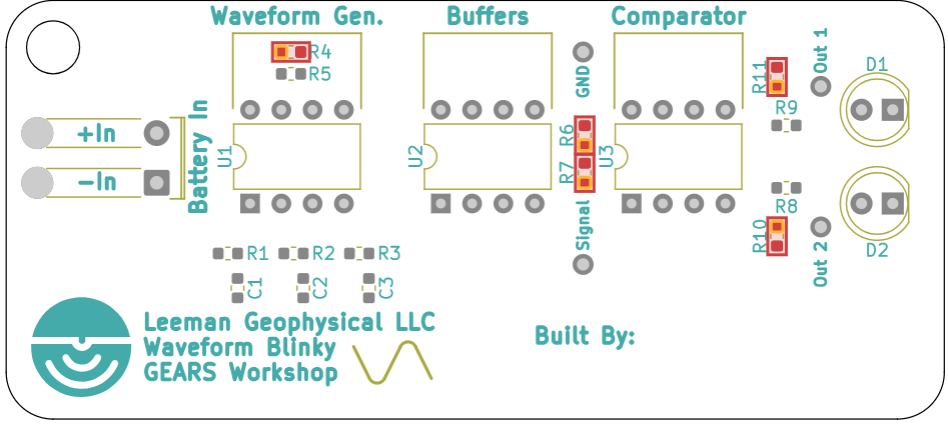 Waveform Gen.
Buffers
Comparator
R4
R5
GND
R11
Out 1
D1
R9
+In
-In
Battery In
U1
U2
R6
R7
U3
R8
R10
Signal
Out 2
D2
R1
R2
R3
C1
C2
C3
Leeman Geophysical LLC
Waveform Blinky
GEARS Workshop
Built By: